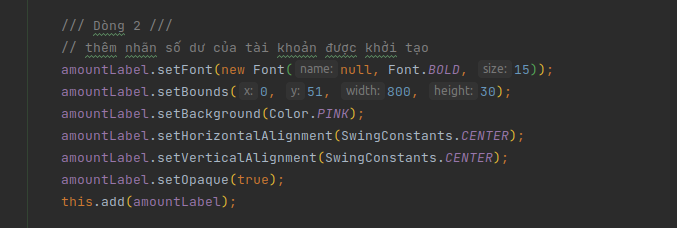 /// Dòng 2 ///
// thêm nhãn số dư của tài khoản được khởi tạo
amountLabel.setFont(new Font( name: null, Font.BOLD, size: 15));
amountLabel.setBounds( x: 0, y: 51, width: 800, height: 30);
amountLabel.setBackground(Color.PINK);
amountLabel.setHorizontalAlignment(SwingConstants.CENTER);
amountLabel.setVerticalAlignment(SwingConstants.CENTER);
amountLabel.setOpaque(true);
this.add(amountLabel);